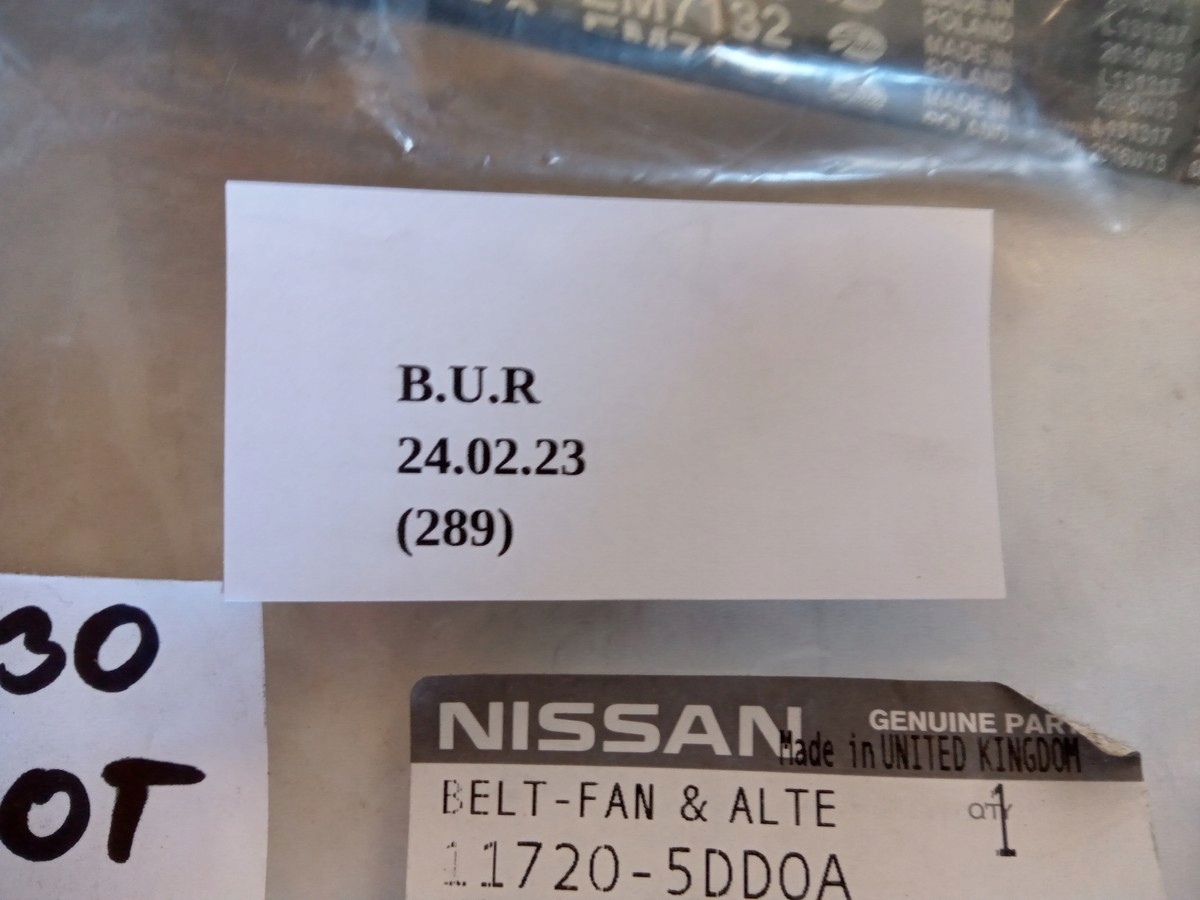 EM7182
MADE IN
POLAND
MADE IN
POLAND
MADE IN
B.U.R
24.02.23
(289)
30
OT
NISSAN
GENUINE PART
Made in UNITED KINGDOM
BELT-FAN & ALTE
QTY 1
11720-5DD0A